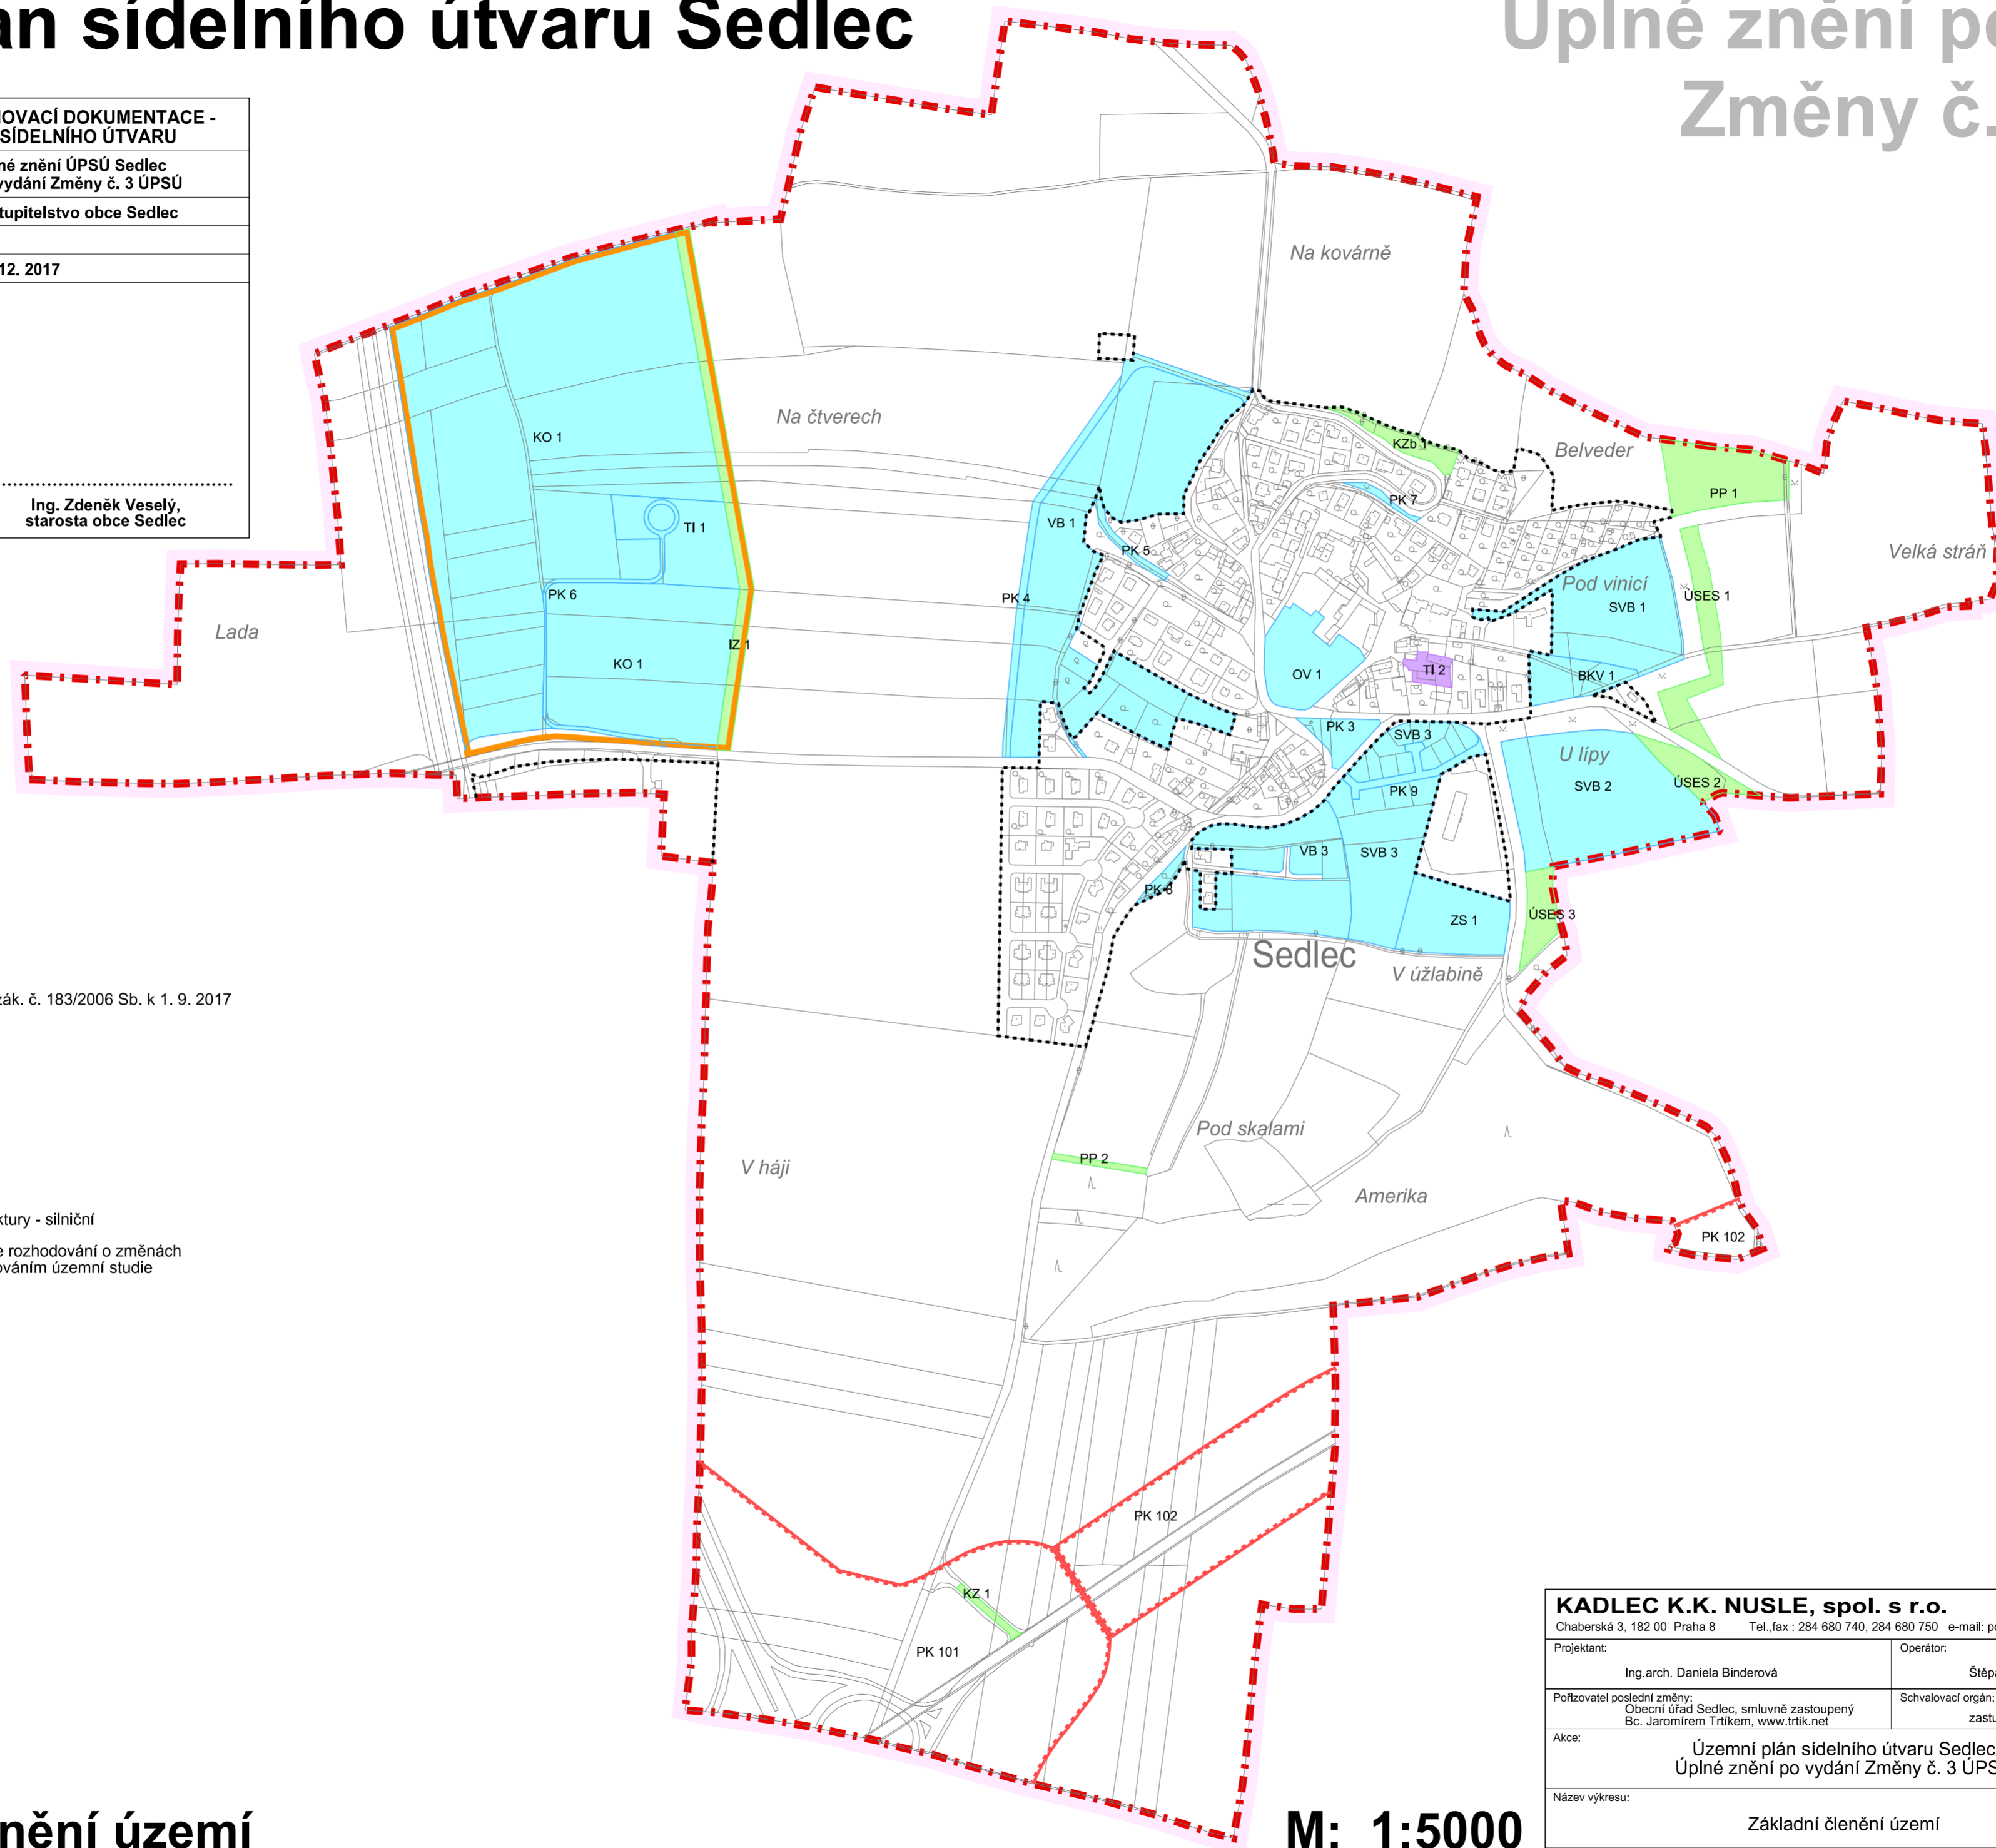 án sídelního útvaru Sedlec
Úplné znění po
Změny č.
NOVACÍ DOKUMENTACE -
SÍDELNÍHO ÚTVARU
né znění ÚPSÚ Sedlec
vydání Změny č. 3 ÚPSÚ
tupitelstvo obce Sedlec
12. 2017
Ing. Zdeněk Veselý,
starosta obce Sedlec
zák. č. 183/2006 Sb. k 1. 9. 2017
ktury - silniční
e rozhodování o změnách
ováním územní studie
Na kovárně
Na čtverech
KO 1
KZb 1
Belveder
PP 1
PK 7
TI 1
VB 1
PK 5
Velká stráň
Pod vinicí
PK 6
PK 4
ÚSES 1
SVB 1
Lada
IZ 1
KO 1
OV 1
TI 2
BKV 1
PK 3
SVB 3
U lípy
SVB 2
ÚSES 2
PK 9
VB 3
SVB 3
PK 8
ZS 1
ÚSES 3
Sedlec
V úžlabině
Pod skalami
V háji
PP 2
Amerika
PK 102
PK 102
KZ 1
PK 101
KADLEC K.K. NUSLE, spol. s r.o.
Chaberská 3, 182 00 Praha 8 Tel.,fax : 284 680 740, 284 680 750 e-mail: p
Projektant:
Ing.arch. Daniela Binderová
Operátor:
Štěpá
Pořizovatel poslední změny:
Obecní úřad Sedlec, smluvně zastoupený
Bc. Jaromírem Trtíkem, www.trtik.net
Schvalovací orgán:
zastu
Akce:
Územní plán sídelního útvaru Sedlec
Úplné znění po vydání Změny č. 3 ÚPS
Název výkresu:
Základní členění území
nění území
M: 1:5000